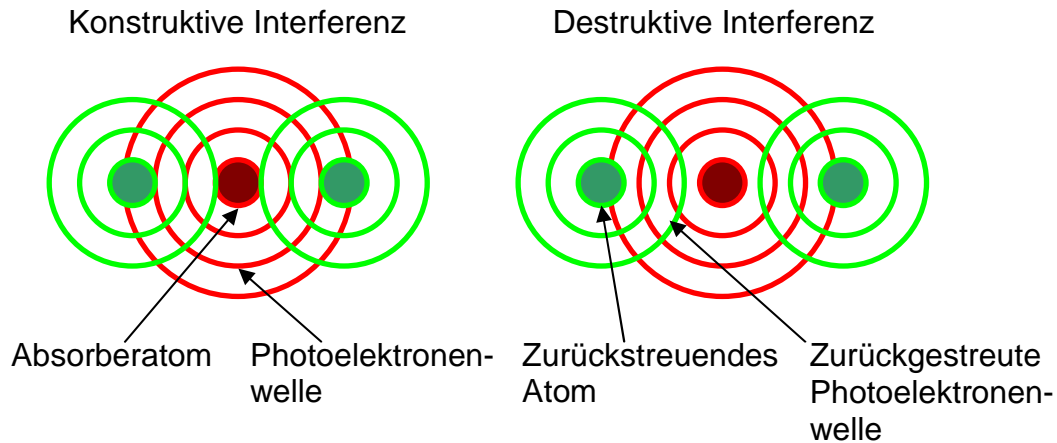 Konstruktive Interferenz
Destruktive Interferenz
Absorberatom
Photoelektronen-
welle
Zurückstreuendes
Atom
Zurückgestreute
Photoelektronen-
welle